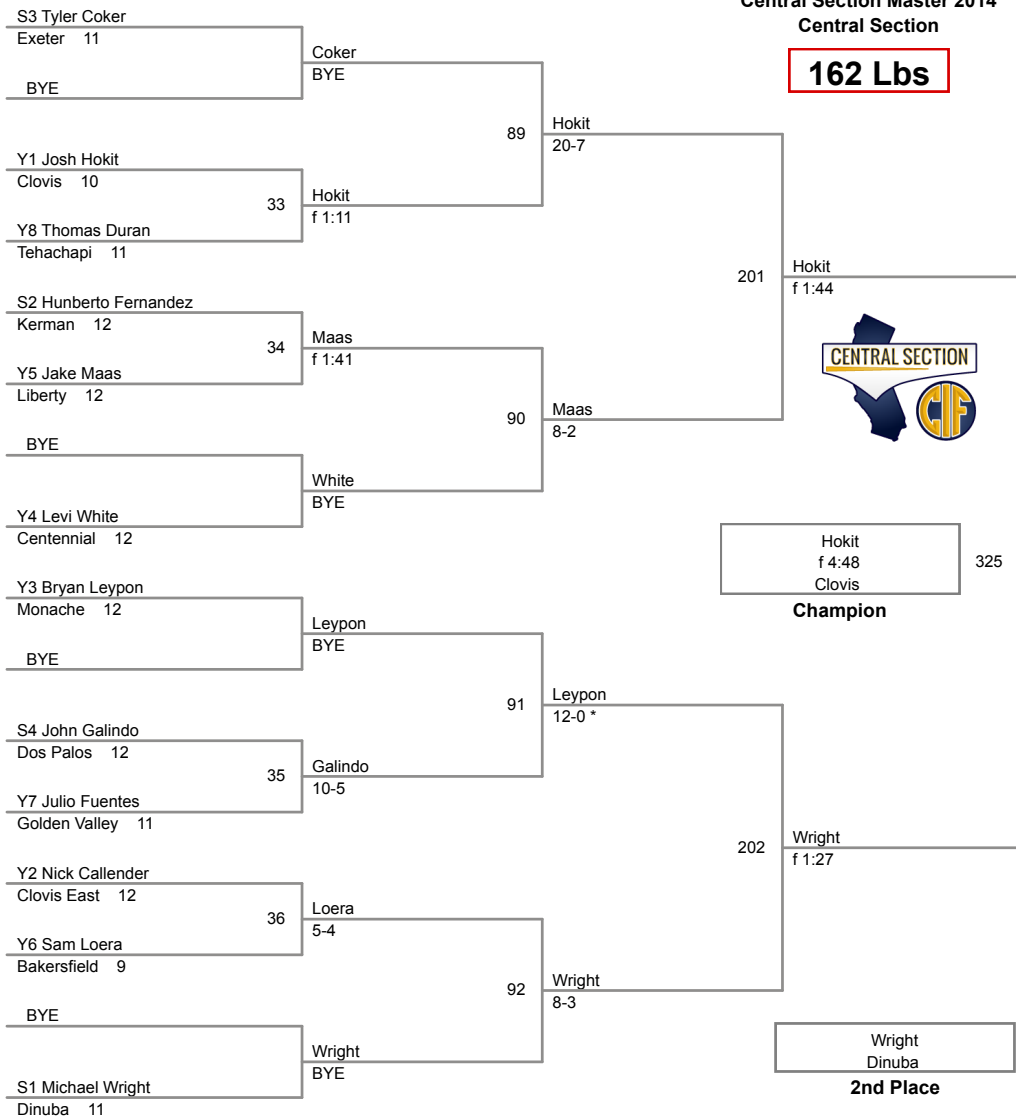 Central Section Master 2014
Central Section
162 Lbs
S3 Tyler Coker
Exeter 11
BYE
Coker
BYE
89
Hokit
20-7
Y1 Josh Hokit
Clovis 10
33
Hokit
f 1:11
Y8 Thomas Duran
Tehachapi 11
201
Hokit
f 1:44
S2 Hunberto Fernandez
Kerman 12
34
Maas
f 1:41
Y5 Jake Maas
Liberty 12
90
Maas
8-2
BYE
White
BYE
Y4 Levi White
Centennial 12
CENTRAL SECTION
CIF
Hokit
f 4:48
Clovis
325
Champion
Y3 Bryan Leypon
Monache 12
Leypon
BYE
BYE
91
Leypon
12-0 *
S4 John Galindo
Dos Palos 12
35
Galindo
10-5
Y7 Julio Fuentes
Golden Valley 11
202
Wright
f 1:27
Y2 Nick Callender
Clovis East 12
36
Loera
5-4
Y6 Sam Loera
Bakersfield 9
92
Wright
8-3
BYE
Wright
BYE
S1 Michael Wright
Dinuba 11
Wright
Dinuba
2nd Place